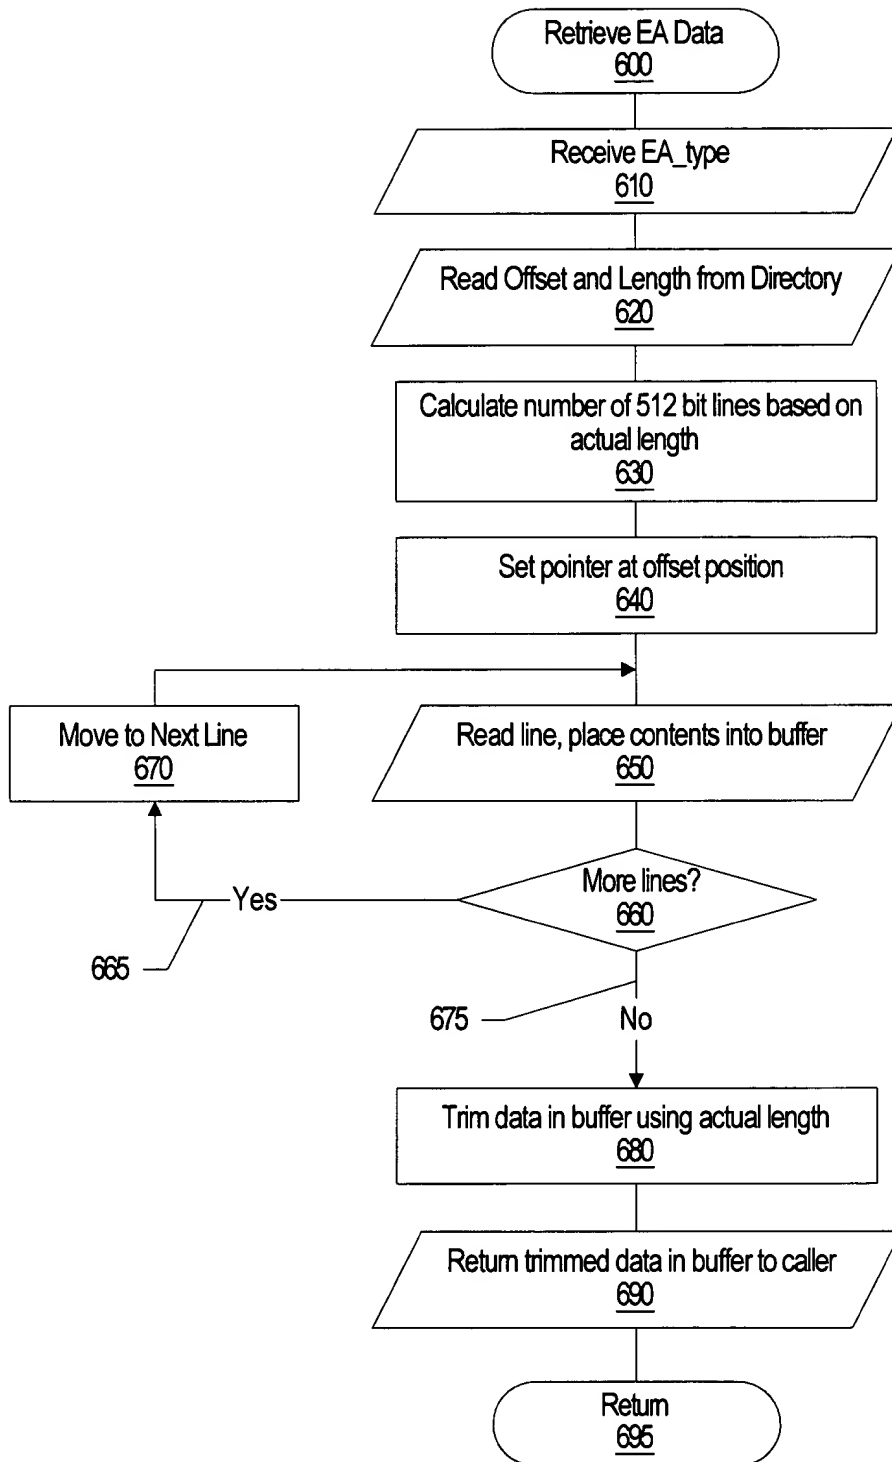 Retrieve EA Data
600
Receive EA_type
610
Read Offset and Length from Directory
620
Calculate number of 512 bit lines based on
actual length
630
Set pointer at offset position
640
Move to Next Line
670
Read line, place contents into buffer
650
More lines?
660
Yes
665
675
No
Trim data in buffer using actual length
680
Return trimmed data in buffer to caller
690
Return
695